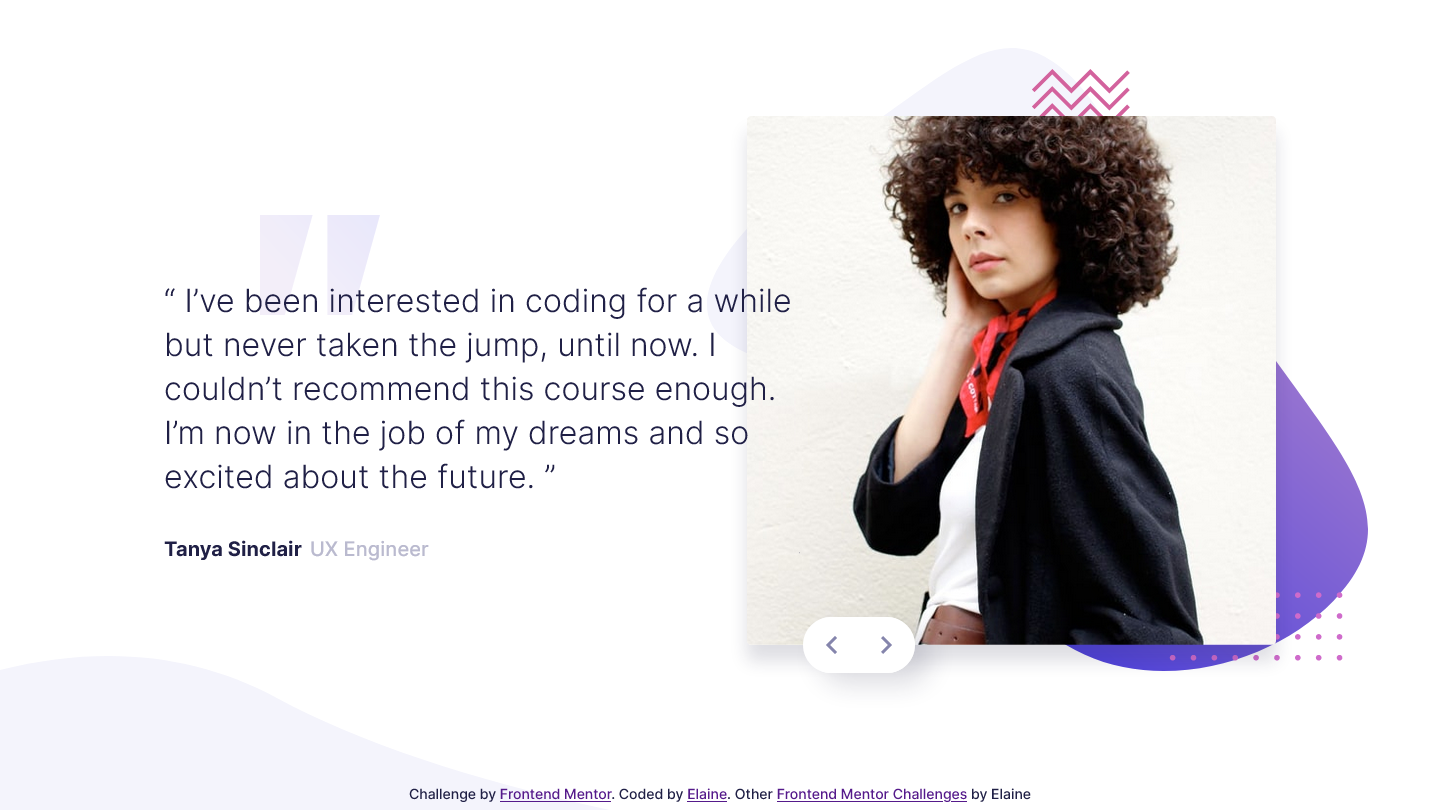 “ I’ve been interested in coding for a while
but never taken the jump, until now. I
couldn’t recommend this course enough.
I’m now in the job of my dreams and so
excited about the future. ”
Tanya Sinclair UX Engineer
Challenge by Frontend Mentor. Coded by Elaine. Other Frontend Mentor Challenges by Elaine